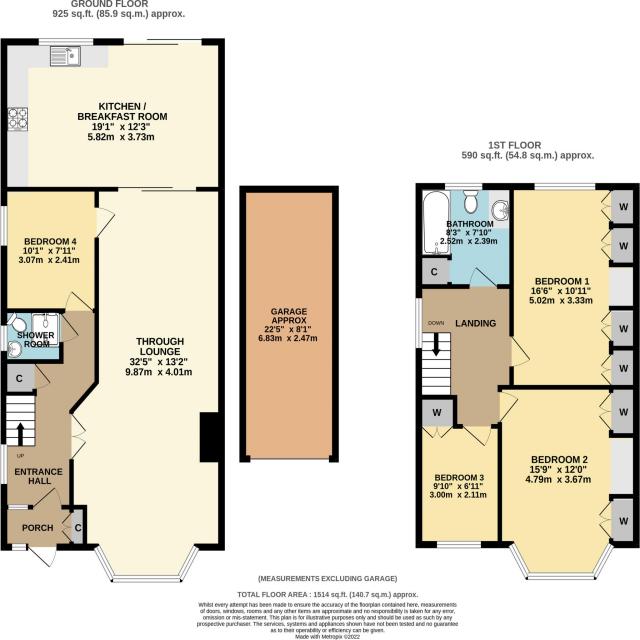 GROUND FLOOR
925 sq.ft. (85.9 sq.m.) approx.
KITCHEN /
BREAKFAST ROOM
19'1" x 12'3"
5.82m x 3.73m
BEDROOM 4
10'1" x 7'11"
3.07m x 2.41m
SHOWER
ROOM
C
UP
ENTRANCE
HALL
PORCH
C
THROUGH
LOUNGE
32'5" x 13'2"
9.87m x 4.01m
GARAGE
APPROX
22'5" x 8'1"
6.83m x 2.47m
1ST FLOOR
590 sq.ft. (54.8 sq.m.) approx.
BATHROOM
8'3" x 7'10"
2.52m x 2.39m
C
DOWN
LANDING
BEDROOM 1
16'6" x 10'11"
5.02m x 3.33m
W
W
W
W
W
W
W
BEDROOM 3
9'10" x 6'11"
3.00m x 2.11m
BEDROOM 2
15'9" x 12'0"
4.79m x 3.67m
(MEASUREMENTS EXCLUDING GARAGE)
TOTAL FLOOR AREA : 1514 sq.ft. (140.7 sq.m.) approx.
Whilst every attempt has been made to ensure the accuracy of the floorplan contained here, measurements
of doors, windows, rooms and any other items are approximate and no responsibility is taken for any error,
omission or mis-statement. This plan is for illustrative purposes only and should be used as such by any
prospective purchaser. The services, systems and appliances shown have not been tested and no guarantee
as to their operability or efficiency can be given.
Made with Metropix ©2022